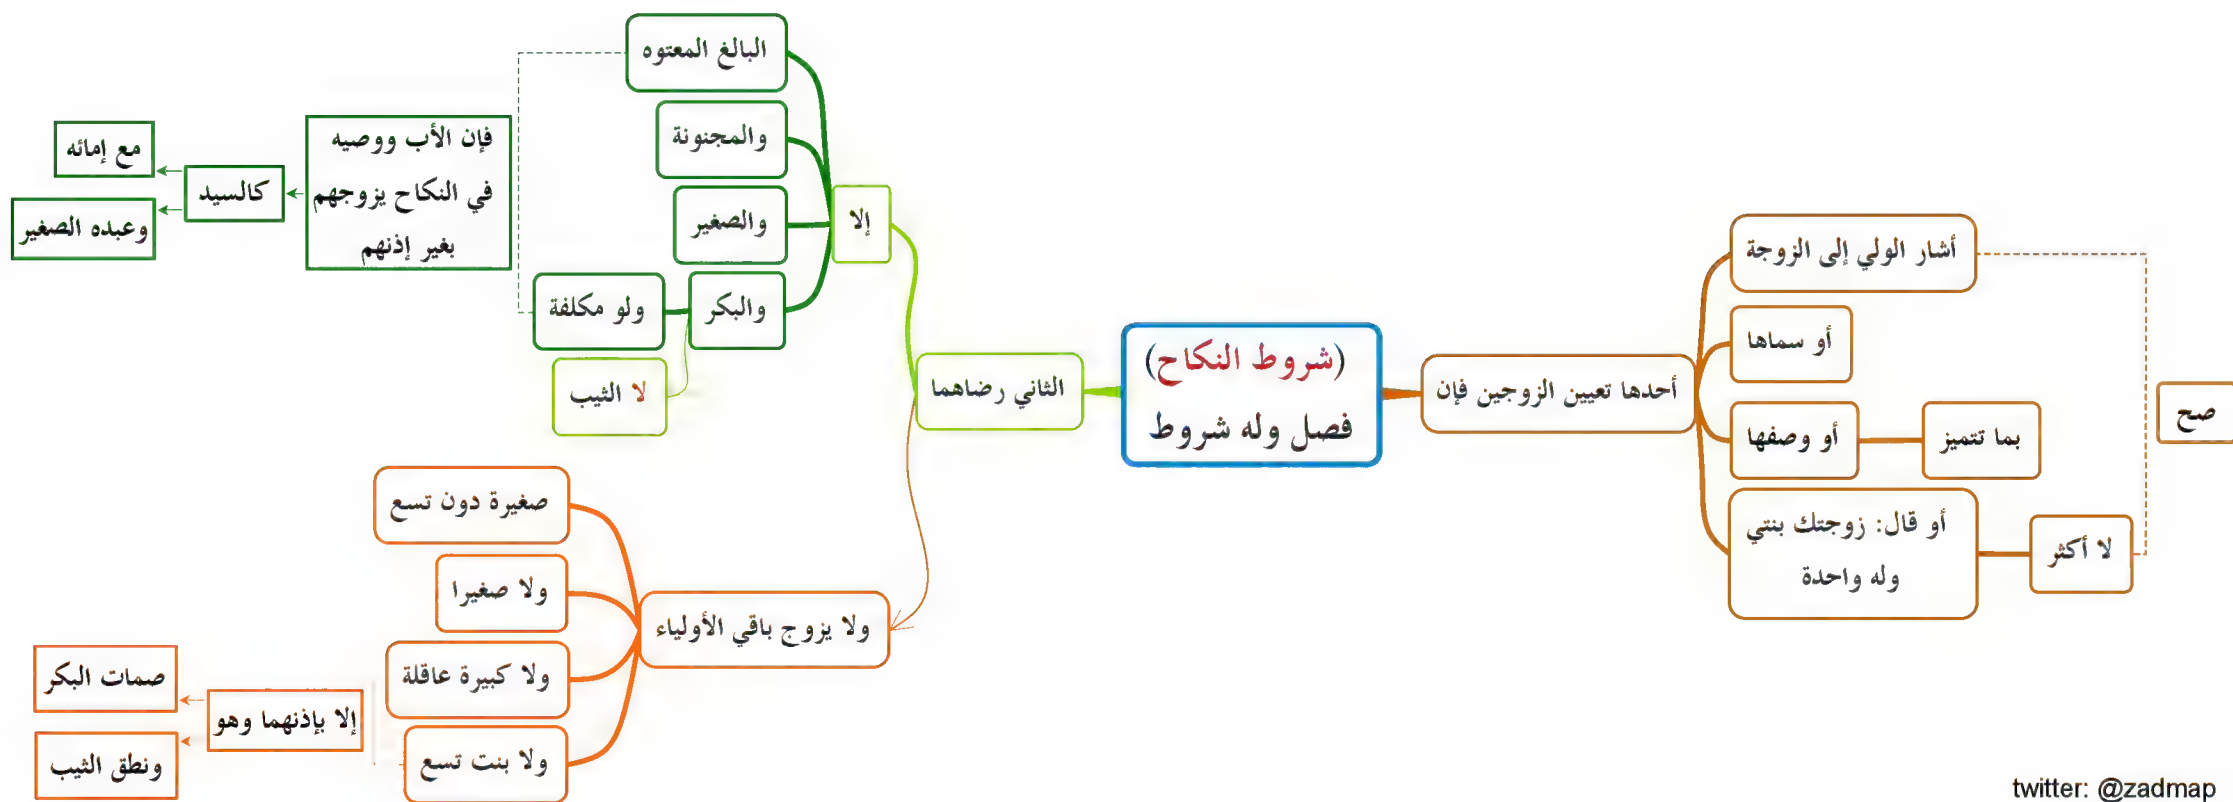 (شروط النكاح)
فصل وله شروط
أحدها تعيين الزوجين فإن
أشار الولي إلى الزوجة
أو سماها
أو وصفها
بما تتميز
أو قال: زوجتك بنتي
وله واحدة
لا أكثر
صح
الثاني رضاهما
إلا
البالغ المعتوه
والمجنونة
والصغير
والبكر
ولو مكلفة
لا الثيب
فإن الأب ووصيه
في النكاح يزوجهم
بغير إذنهم
كالسيد
مع إمائه
وعبده الصغير
ولا يزوج باقي الأولياء
صغيرة دون تسع
ولا صغيرا
ولا كبيرة عاقلة
ولا بنت تسع
إلا بإذنهما وهو
صمات البكر
ونطق الثيب
twitter: @zadmap